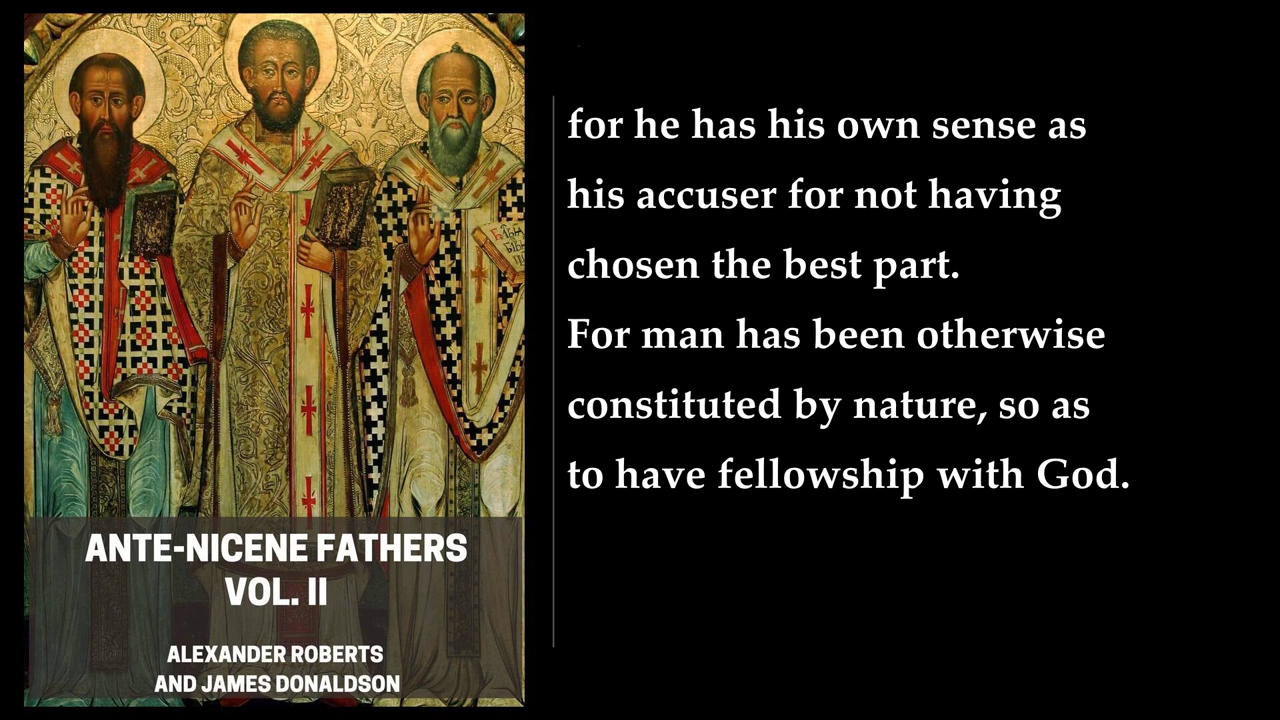 for he has his own sense as
his accuser for not having
chosen the best part.
For man has been otherwise
constituted by nature, so as
to have fellowship with God.
ANTE-NICENE FATHERS
VOL. II
ALEXANDER ROBERTS
AND JAMES DONALDSON